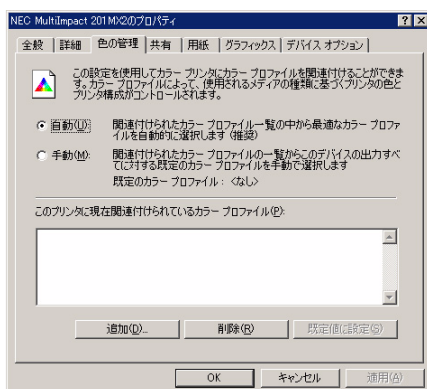 NEC MultiImpact 201MX2のプロパティ
全般 詳細 色の管理 共有 用紙 グラフィックス デバイス オプション
この設定を使用してカラー プリンタにカラー プロファイルを関連付けることができま
す。カラー プロファイルによって、使用されるメディアの種類に基づくプリンタの色と
プリンタ構成がコントロールされます。
自動(U): 関連付けられたカラー プロファイル一覧の中から最適なカラー プロファ
イルを自動的に選択します (推奨)
手動(M): 関連付けられたカラー プロファイルの一覧からこのデバイスの出力すべ
てに対する既定のカラー プロファイルを手動で選択します
既定のカラー プロファイル : <なし>
このプリンタに現在関連付けられているカラー プロファイル(P):
追加(D)... 削除(R) 既定値に設定(S)
OK キャンセル 適用(A)